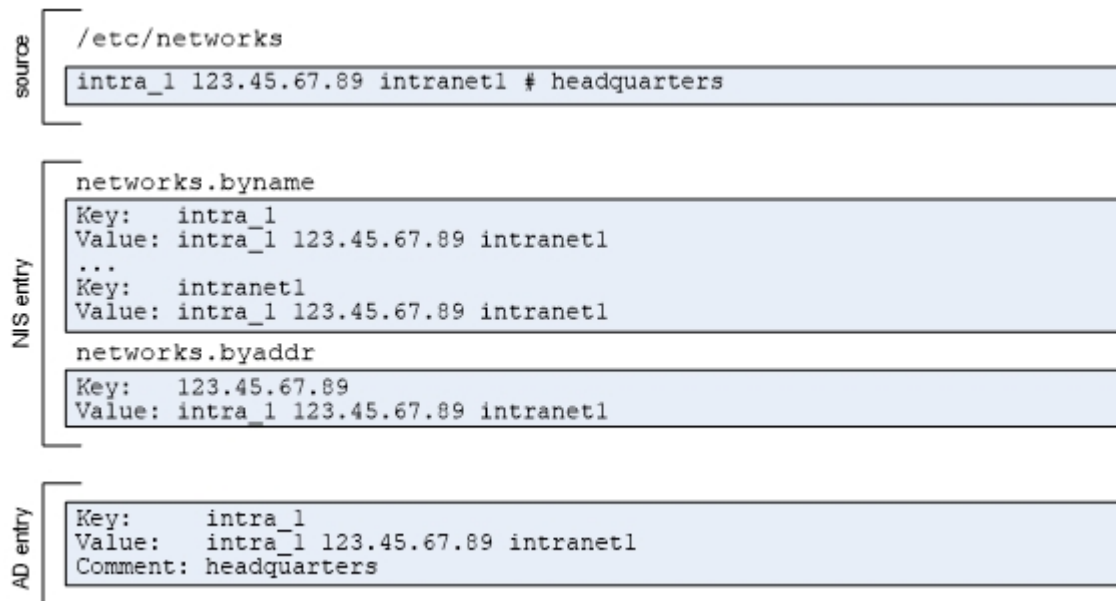 source
/etc/networks
intra_1 123.45.67.89 intranet1 # headquarters
NIS entry
networks.byname
Key: intra_1
Value: intra_1 123.45.67.89 intranet1
...
Key: intranet1
Value: intra_1 123.45.67.89 intranet1
networks.byaddr
Key: 123.45.67.89
Value: intra_1 123.45.67.89 intranet1
AD entry
Key: intra_1
Value: intra_1 123.45.67.89 intranet1
Comment: headquarters